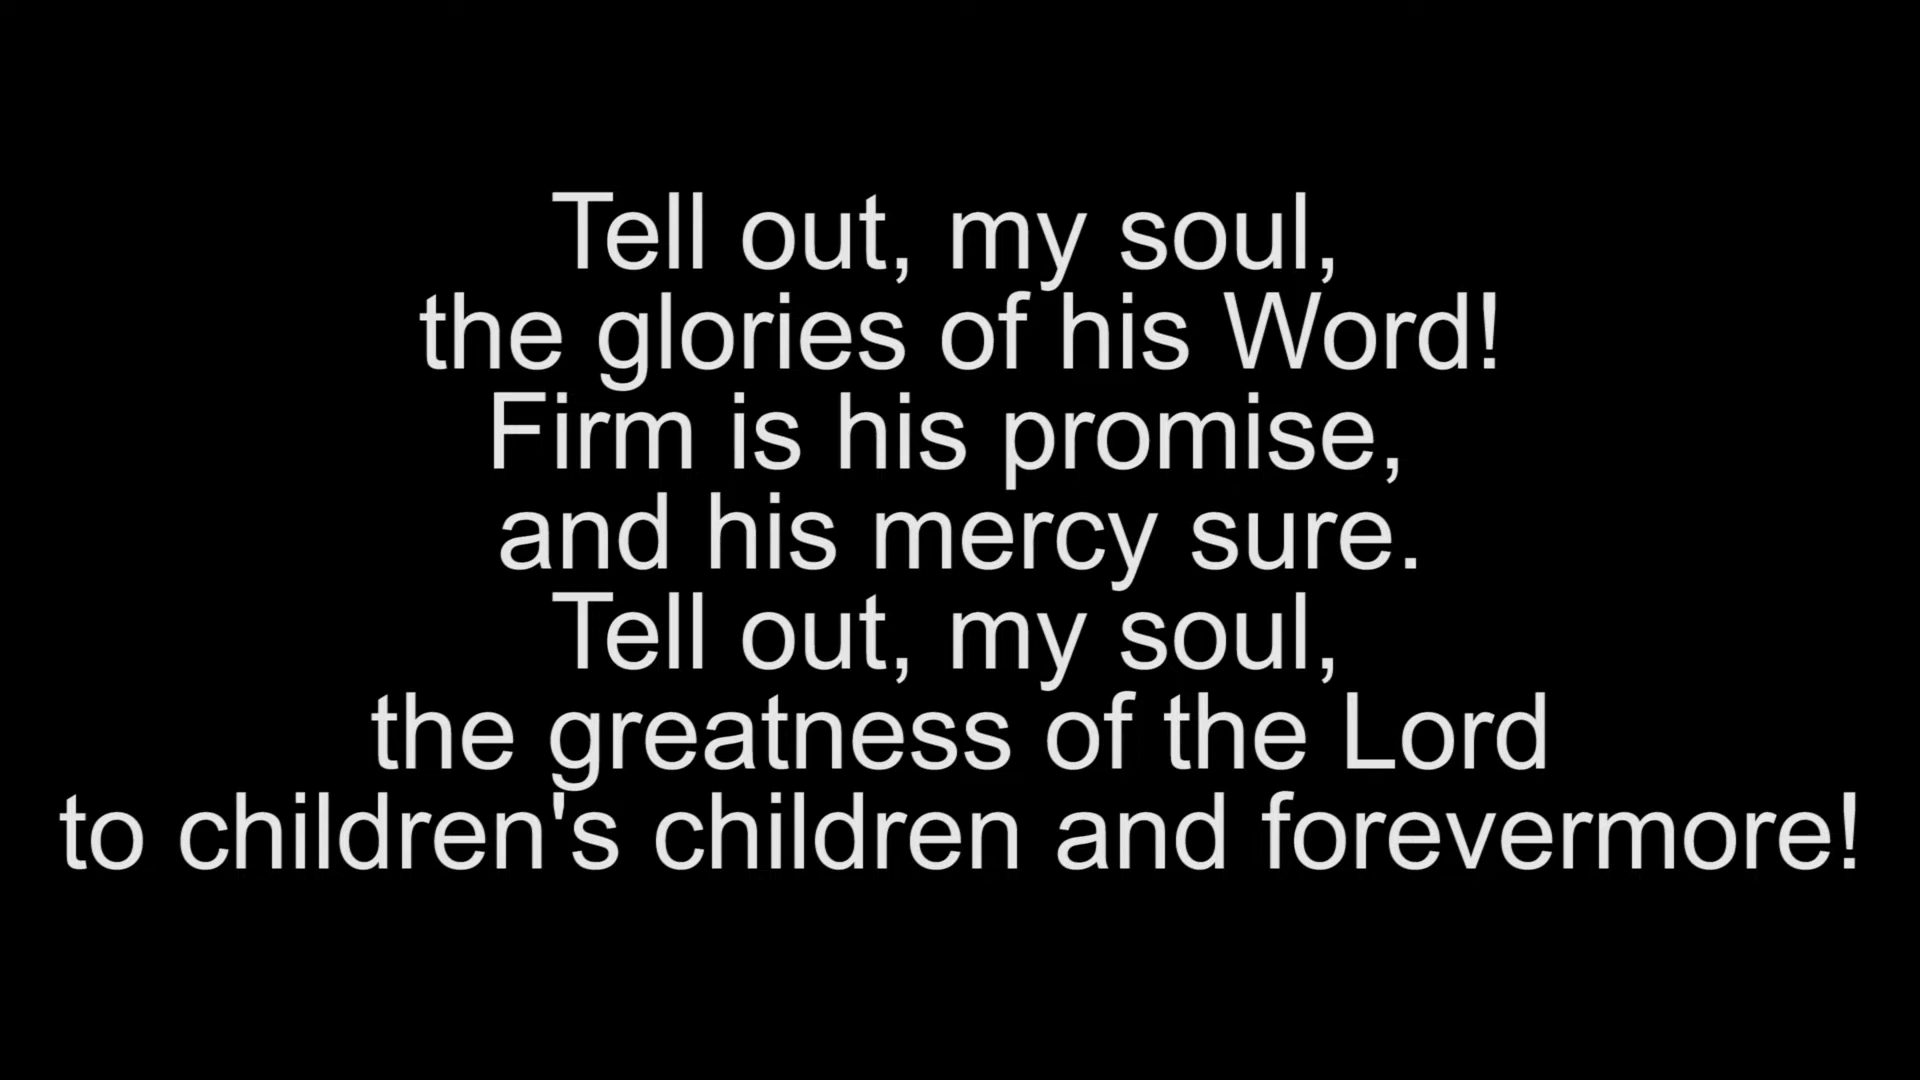 Tell out, my soul,
the glories of his Word!
Firm is his promise,
and his mercy sure.
Tell out, my soul,
the greatness of the Lord
to children's children and forevermore!